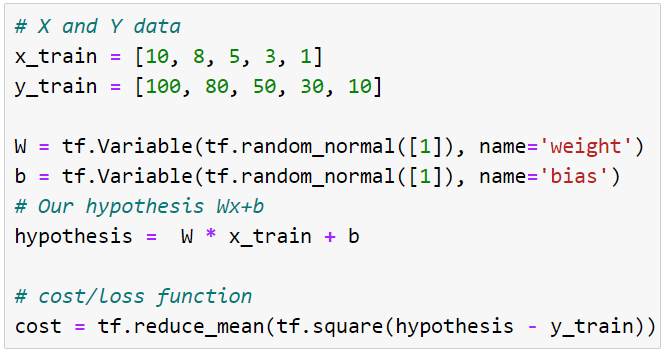 # X and Y data
x_train = [10, 8, 5, 3, 1]
y_train = [100, 80, 50, 30, 10]
W = tf.Variable(tf.random_normal([1]), name='weight')
b = tf.Variable(tf.random_normal([1]), name='bias')
# Our hypothesis Wx+b
hypothesis =  W * x_train + b
# cost/loss function
cost = tf.reduce_mean(tf.square(hypothesis - y_train))